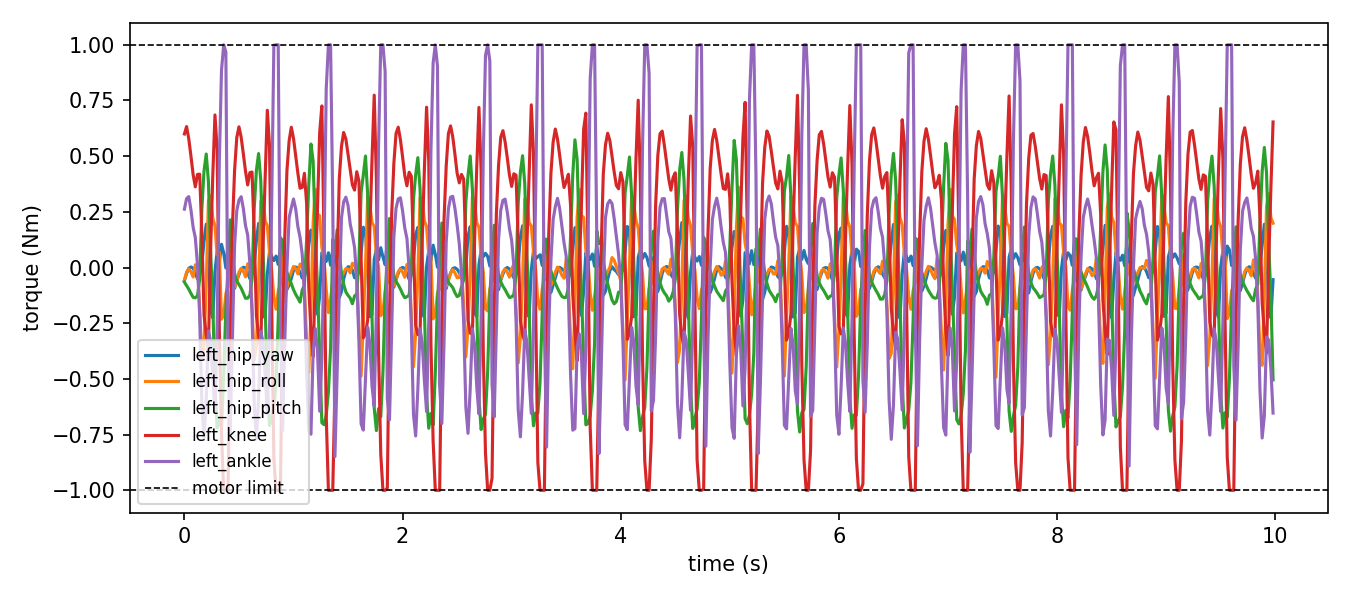 1.00
0.75
0.50
0.25
0.00
−0.25
−0.50
−0.75
−1.00
torque (Nm)
left_hip_yaw
left_hip_roll
left_hip_pitch
left_knee
left_ankle
motor limit
0 2 4 6 8 10
time (s)